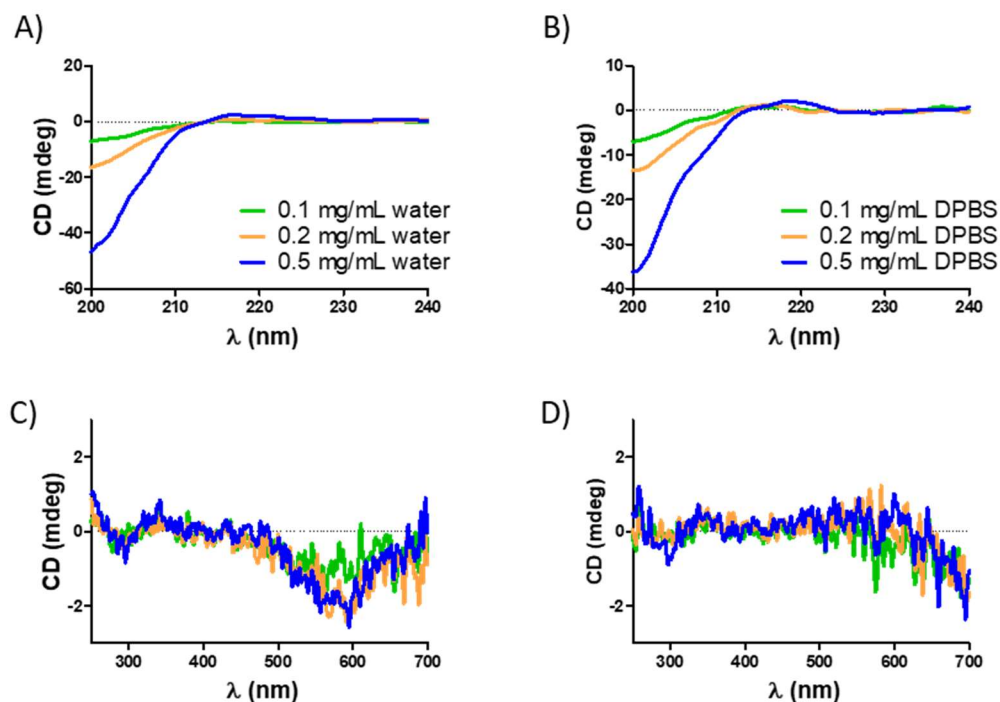 A)
20
0
-20
-40
-60
CD (mdeg)
0.1 mg/mL water
0.2 mg/mL water
0.5 mg/mL water
200
210
220
230
240
λ (nm)
B)
10
0
-10
-20
-30
-40
CD (mdeg)
0.1 mg/mL DPBS
0.2 mg/mL DPBS
0.5 mg/mL DPBS
200
210
220
230
240
λ (nm)
C)
2
0
-2
CD (mdeg)
300
400
500
600
700
λ (nm)
D)
2
0
-2
CD (mdeg)
300
400
500
600
700
λ (nm)